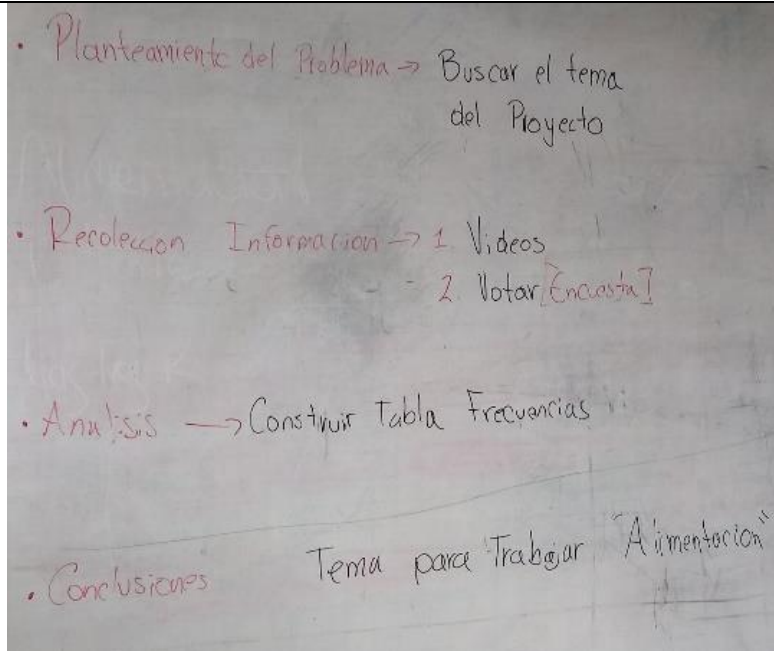 · Planteamiento del Problema → Buscar el tema
del Proyecto
· Recoleccion Informacion → 1. Videos
2. Votar [Encuesta]
· Analisis → Construir Tabla Frecuencias
· Conclusiones Tema para Trabajar "Alimentacion"